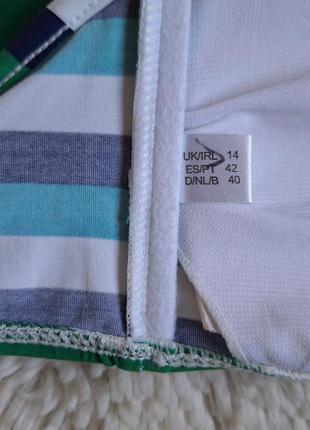 UK/IRL 14
ES/PT 42
D/NL/B 40